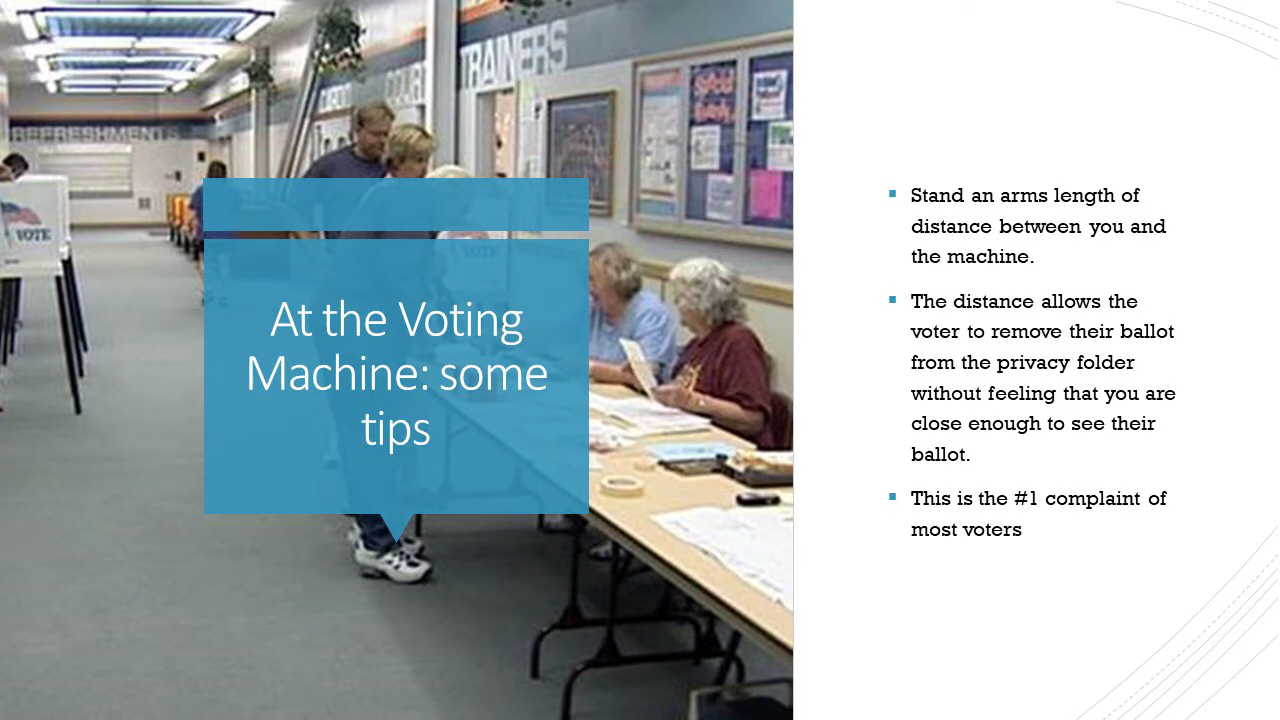 TRAINERS
COURT
REFRESHMENTS
VOTE
VOTE
At the Voting
Machine: some
tips
Stand an arms length of
distance between you and
the machine.
The distance allows the
voter to remove their ballot
from the privacy folder
without feeling that you are
close enough to see their
ballot.
This is the #1 complaint of
most voters